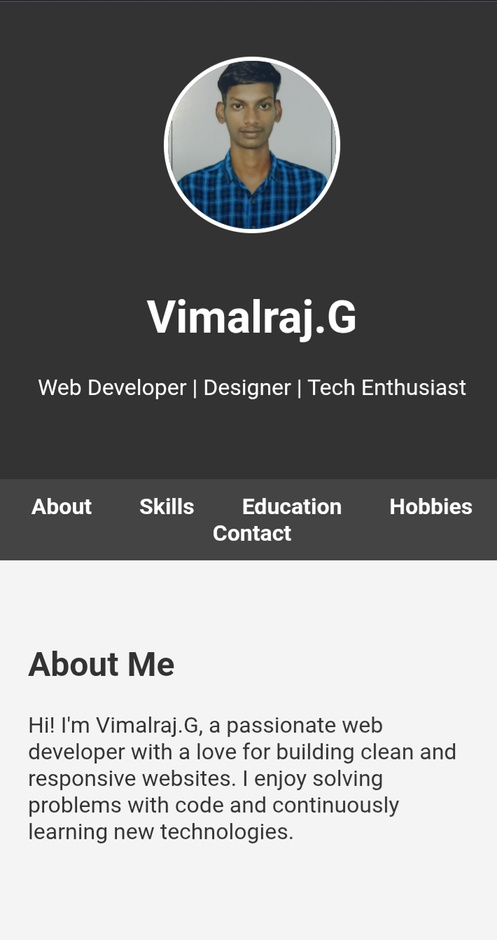 Vimalraj.G
Web Developer | Designer | Tech Enthusiast
About Skills Education Hobbies
Contact
About Me
Hi! I'm Vimalraj.G, a passionate web
developer with a love for building clean and
responsive websites. I enjoy solving
problems with code and continuously
learning new technologies.